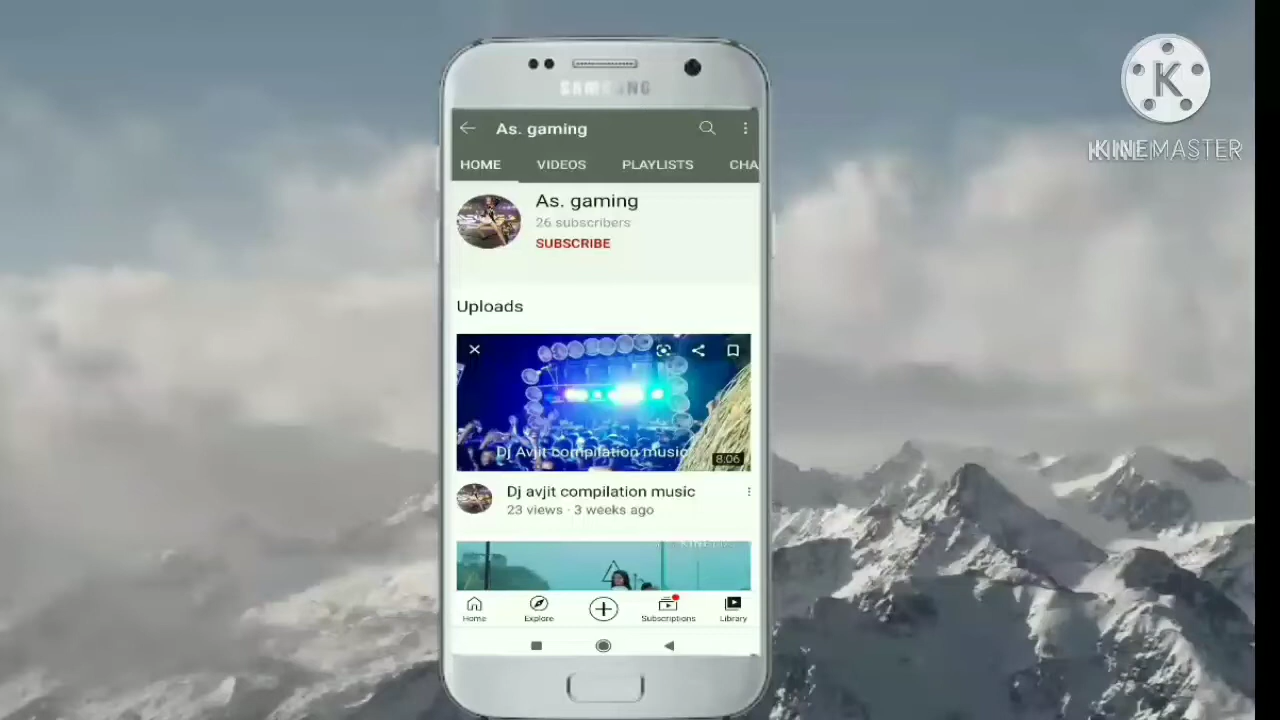 SAMSUNG
As. gaming
HOME VIDEOS PLAYLISTS CHA
As. gaming
26 subscribers
SUBSCRIBE
Uploads
Dj Avjit compilation music
8:06
Dj avjit compilation music
23 views · 3 weeks ago
Home Explore Subscriptions Library
K
KINEMASTER